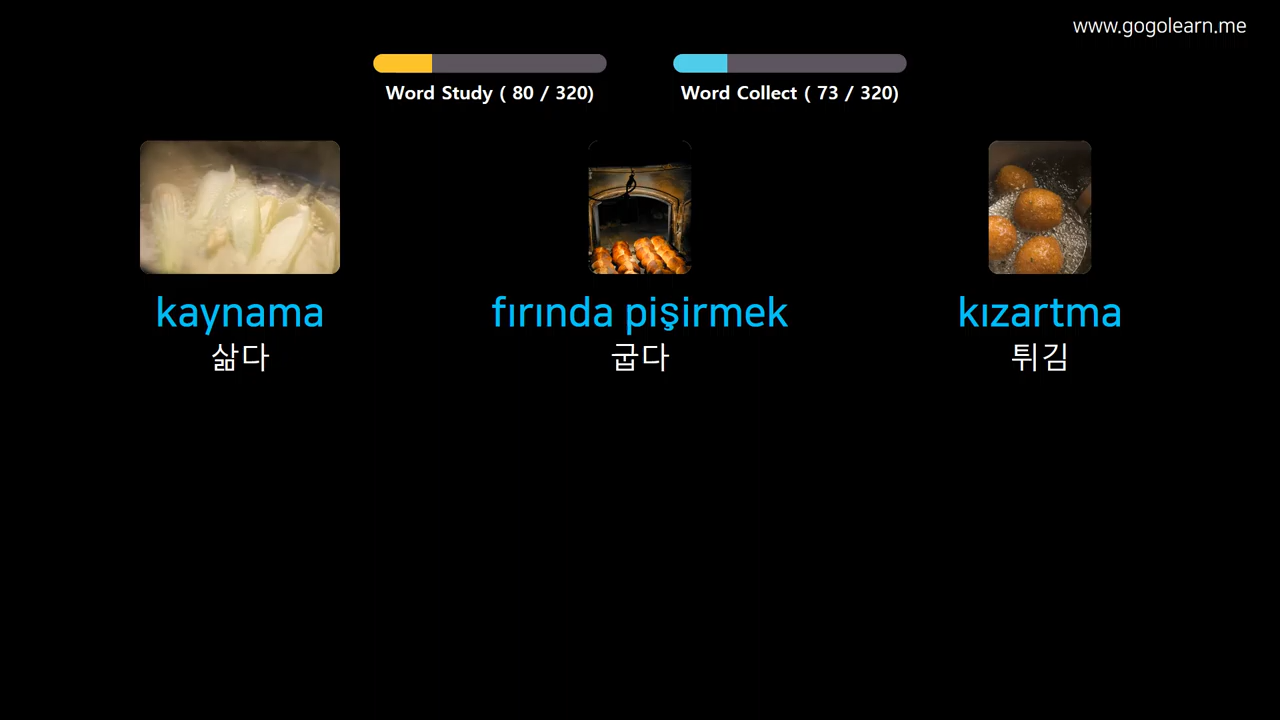 www.gogolearn.me
Word Study ( 80 / 320)
Word Collect ( 73 / 320)
kaynama
삶다
fırında pişirmek
굽다
kızartma
튀김